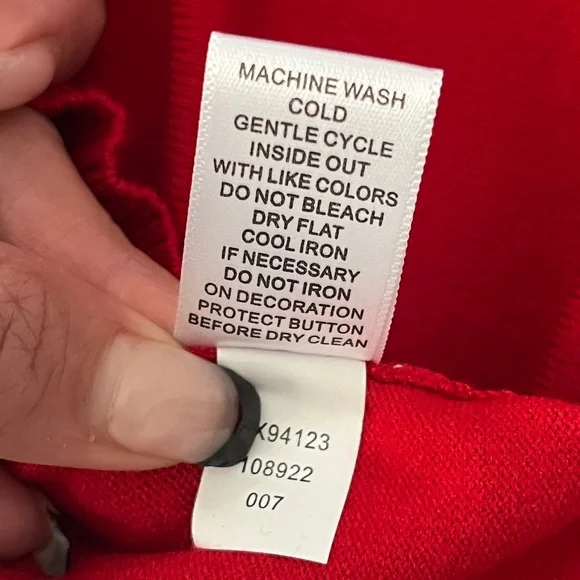 MACHINE WASH
COLD
GENTLE CYCLE
INSIDE OUT
WITH LIKE COLORS
DO NOT BLEACH
DRY FLAT
COOL IRON
IF NECESSARY
DO NOT IRON
ON DECORATION
PROTECT BUTTON
BEFORE DRY CLEAN
X94123
108922
007